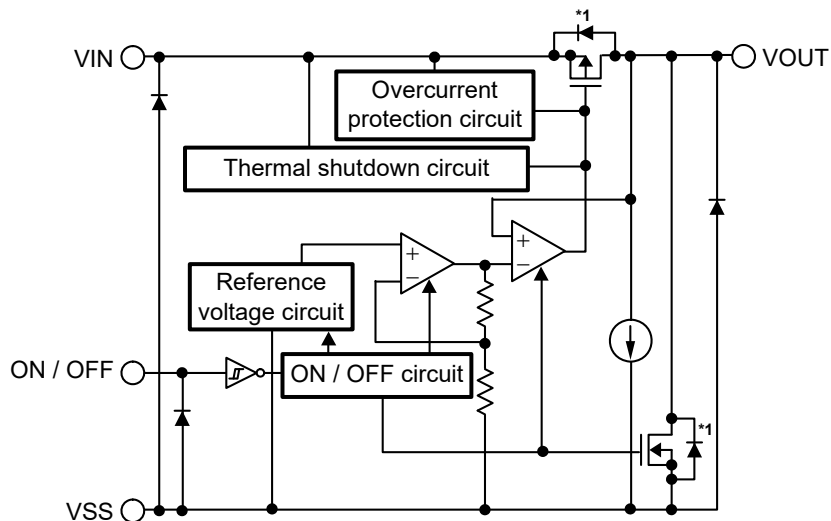 *1
VIN
VOUT
Overcurrent
protection circuit
Thermal shutdown circuit
+
−
+
−
Reference
voltage circuit
ON / OFF
ON / OFF circuit
*1
VSS